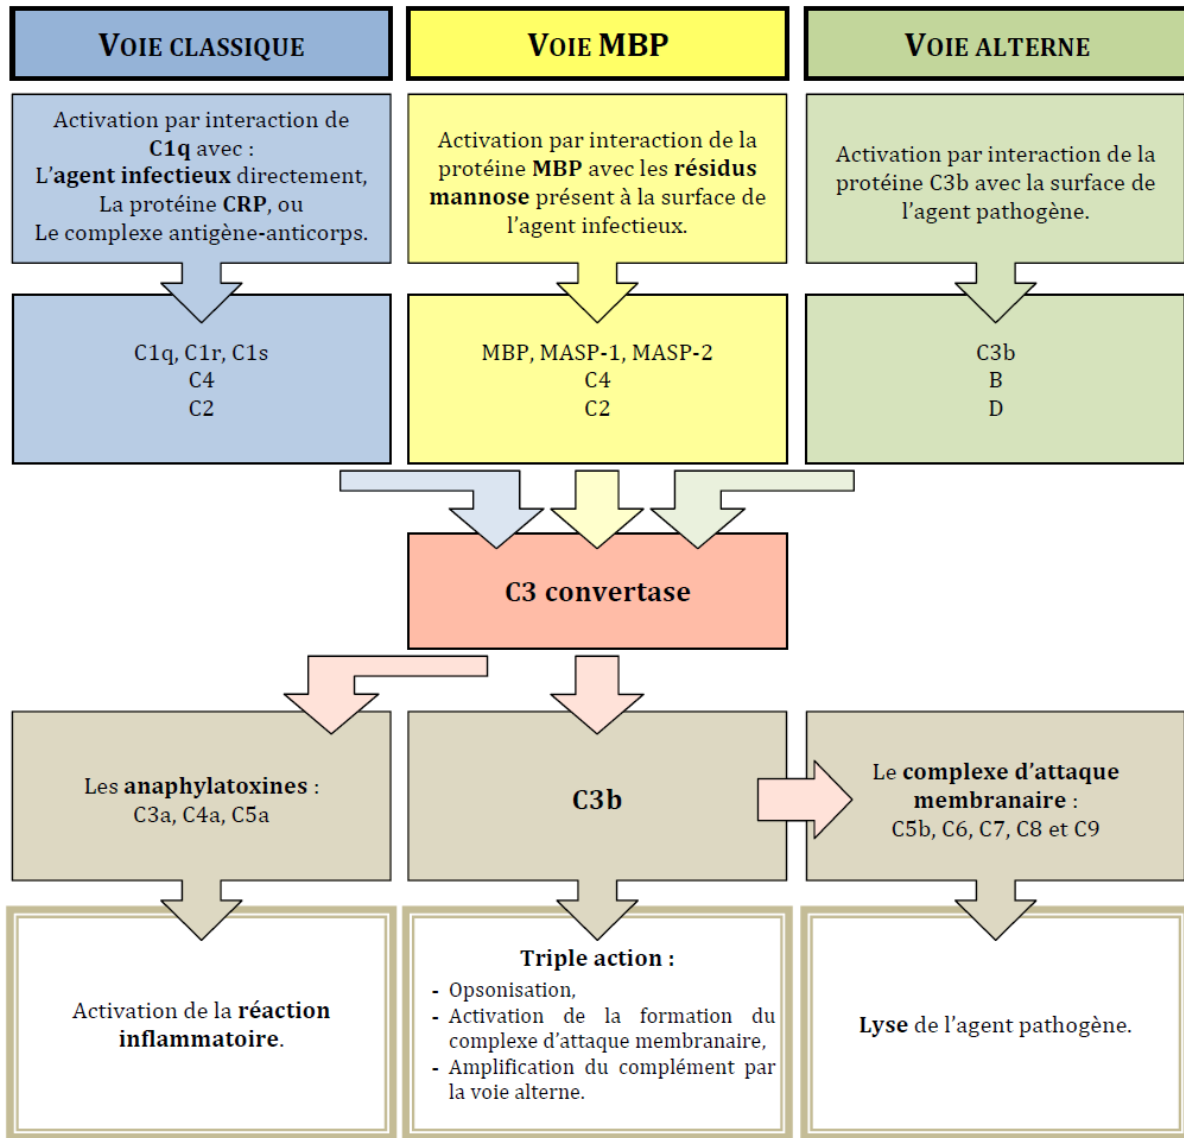 VOIE CLASSIQUE
VOIE MBP
VOIE ALTERNE
Activation par interaction de
C1q avec :
L'agent infectieux directement,
La protéine CRP, ou
Le complexe antigène-anticorps.
Activation par interaction de la
protéine MBP avec les résidus
mannose présent à la surface de
l'agent infectieux.
Activation par interaction de la
protéine C3b avec la surface de
l'agent pathogène.
C1q, C1r, C1s
C4
C2
MBP, MASP-1, MASP-2
C4
C2
C3b
B
D
C3 convertase
Les anaphylatoxines :
C3a, C4a, C5a
C3b
Le complexe d'attaque
membranaire :
C5b, C6, C7, C8 et C9
Activation de la réaction
inflammatoire.
Triple action :
- Opsonisation,
- Activation de la formation du
complexe d'attaque membranaire,
- Amplification du complément par
la voie alterne.
Lyse de l'agent pathogène.